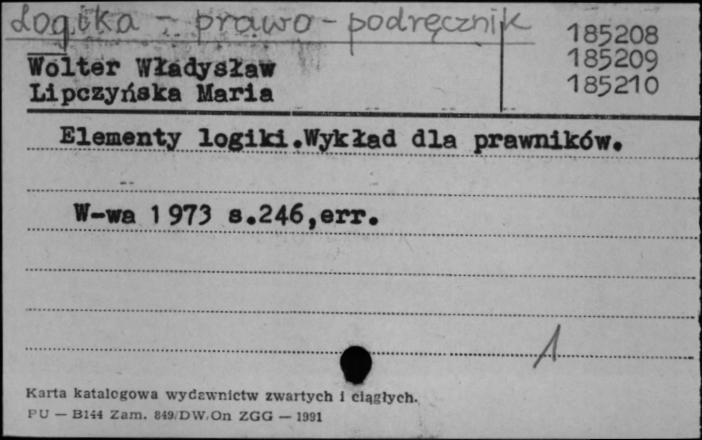 Logika - prawo - podręcznik
185208
185209
185210
Wolter Władysław
Lipczyńska Maria
Elementy logiki.Wykład dla prawników.
W-wa 1973 s.246,err.
1
Karta katalogowa wydawnictw zwartych i ciągłych.
PU — B144 Zam. 849/DW/On ZGG — 1991